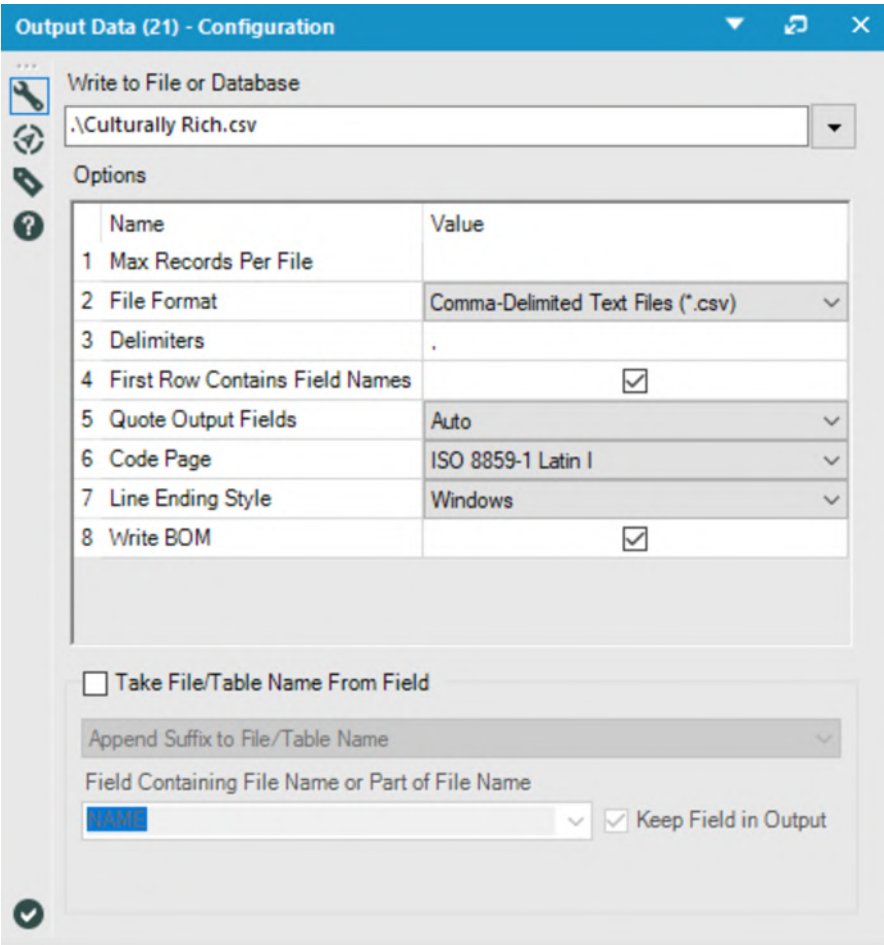 Output Data (21) - Configuration
Write to File or Database
.\Culturally Rich.csv
Options
Name Value
1 Max Records Per File
2 File Format Comma-Delimited Text Files (*.csv)
3 Delimiters ,
4 First Row Contains Field Names
5 Quote Output Fields Auto
6 Code Page ISO 8859-1 Latin I
7 Line Ending Style Windows
8 Write BOM
Take File/Table Name From Field
Append Suffix to File/Table Name
Field Containing File Name or Part of File Name
NAME Keep Field in Output